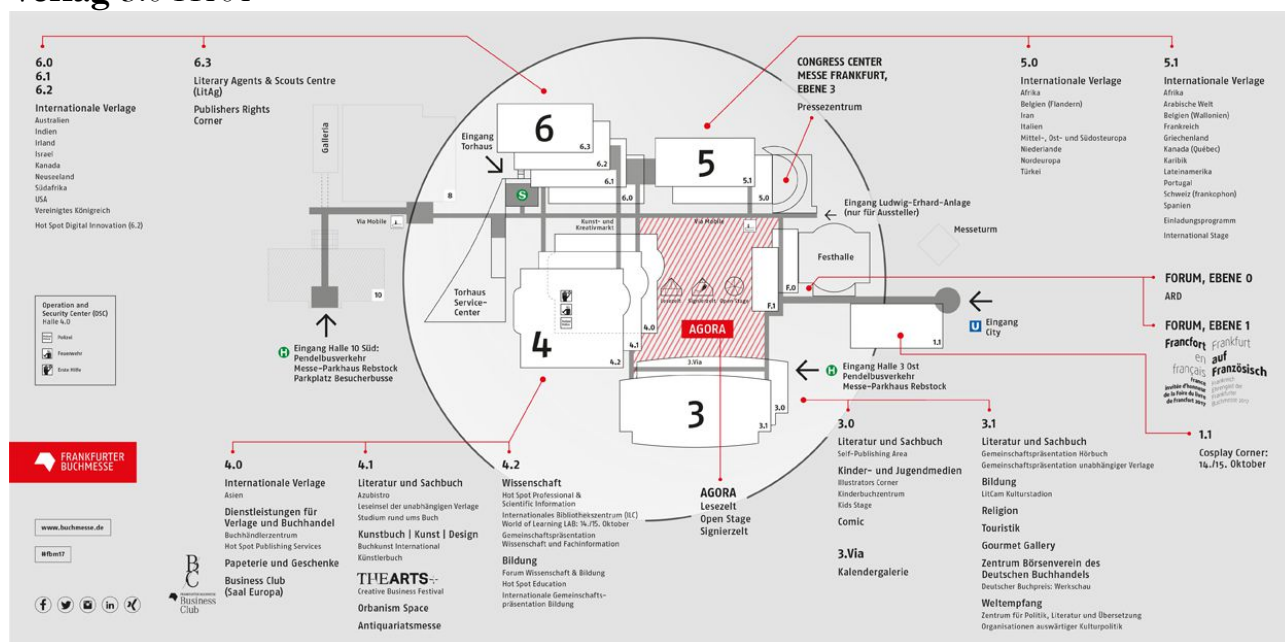 6.0
6.1
6.2
Internationale Verlage
Australien
Indien
Irland
Israel
Kanada
Neuseeland
Südafrika
USA
Vereinigtes Königreich
Hot Spot Digital Innovation (6.2)
6.3
Literary Agents & Scouts Centre
(LitAg)
Publishers Rights
Corner
CONGRESS CENTER
MESSE FRANKFURT,
EBENE 3
Pressezentrum
5.0
Internationale Verlage
Afrika
Belgien (Flandern)
Iran
Italien
Mittel-, Ost- und Südosteuropa
Niederlande
Nordeuropa
Türkei
5.1
Internationale Verlage
Afrika
Arabische Welt
Belgien (Wallonien)
Frankreich
Griechenland
Kanada (Québec)
Karibik
Lateinamerika
Portugal
Schweiz (frankophon)
Spanien
Einladungsprogramm
International Stage
Galleria
Eingang
Torhaus
6
6.3
6.2
6.1
6.0
5
5.1
5.0
8
S
Via Mobile
Kunst- und
Kreativmarkt
Via Mobile
Eingang Ludwig-Erhard-Anlage
(nur für Aussteller)
Messeturm
Festhalle
10
Torhaus
Service-
Center
Lesezelt
Signierzelt
Open Stage
F.0
F.1
AGORA
4
4.0
4.1
4.2
1.1
U Eingang
City
FORUM, EBENE 0
ARD
FORUM, EBENE 1
Francfort
en
français
Frankfurt
auf
Französisch
Operation and
Security Center (OSC)
Halle 4.0
Polizei
Feuerwehr
Erste Hilfe
H Eingang Halle 10 Süd:
Pendelbusverkehr
Messe-Parkhaus Rebstock
Parkplatz Besucherbusse
3.Via
3
3.1
3.0
H Eingang Halle 3 Ost
Pendelbusverkehr
Messe-Parkhaus Rebstock
1.1
Cosplay Corner:
14./15. Oktober
FRANKFURTER
BUCHMESSE
www.buchmesse.de
#fbm17
BC
Business
Club
4.0
Internationale Verlage
Asien
Dienstleistungen für
Verlage und Buchhandel
Buchhändlerzentrum
Hot Spot Publishing Services
Papeterie und Geschenke
Business Club
(Saal Europa)
4.1
Literatur und Sachbuch
Azubistro
Leseinsel der unabhängigen Verlage
Studium rund ums Buch
Kunstbuch | Kunst | Design
Buchkunst International
Künstlerbuch
THEARTS+
Creative Business Festival
Orbanism Space
Antiquariatsmesse
4.2
Wissenschaft
Hot Spot Professional &
Scientific Information
Internationales Bibliothekszentrum (ILC)
World of Learning LAB: 14./15. Oktober
Gemeinschaftspräsentation
Wissenschaft und Fachinformation
Bildung
Forum Wissenschaft & Bildung
Hot Spot Education
Internationale Gemeinschafts-
präsentation Bildung
AGORA
Lesezelt
Open Stage
Signierzelt
3.0
Literatur und Sachbuch
Self-Publishing Area
Kinder- und Jugendmedien
Illustrators Corner
Kinderbuchzentrum
Kids Stage
Comic
3.Via
Kalendergalerie
3.1
Literatur und Sachbuch
Gemeinschaftspräsentation Hörbuch
Gemeinschaftspräsentation unabhängiger Verlage
Bildung
LitCam Kulturstadion
Religion
Touristik
Gourmet Gallery
Zentrum Börsenverein des
Deutschen Buchhandels
Deutscher Buchpreis: Werkschau
Weltempfang
Zentrum für Politik, Literatur und Übersetzung
Organisationen auswärtiger Kulturpolitik